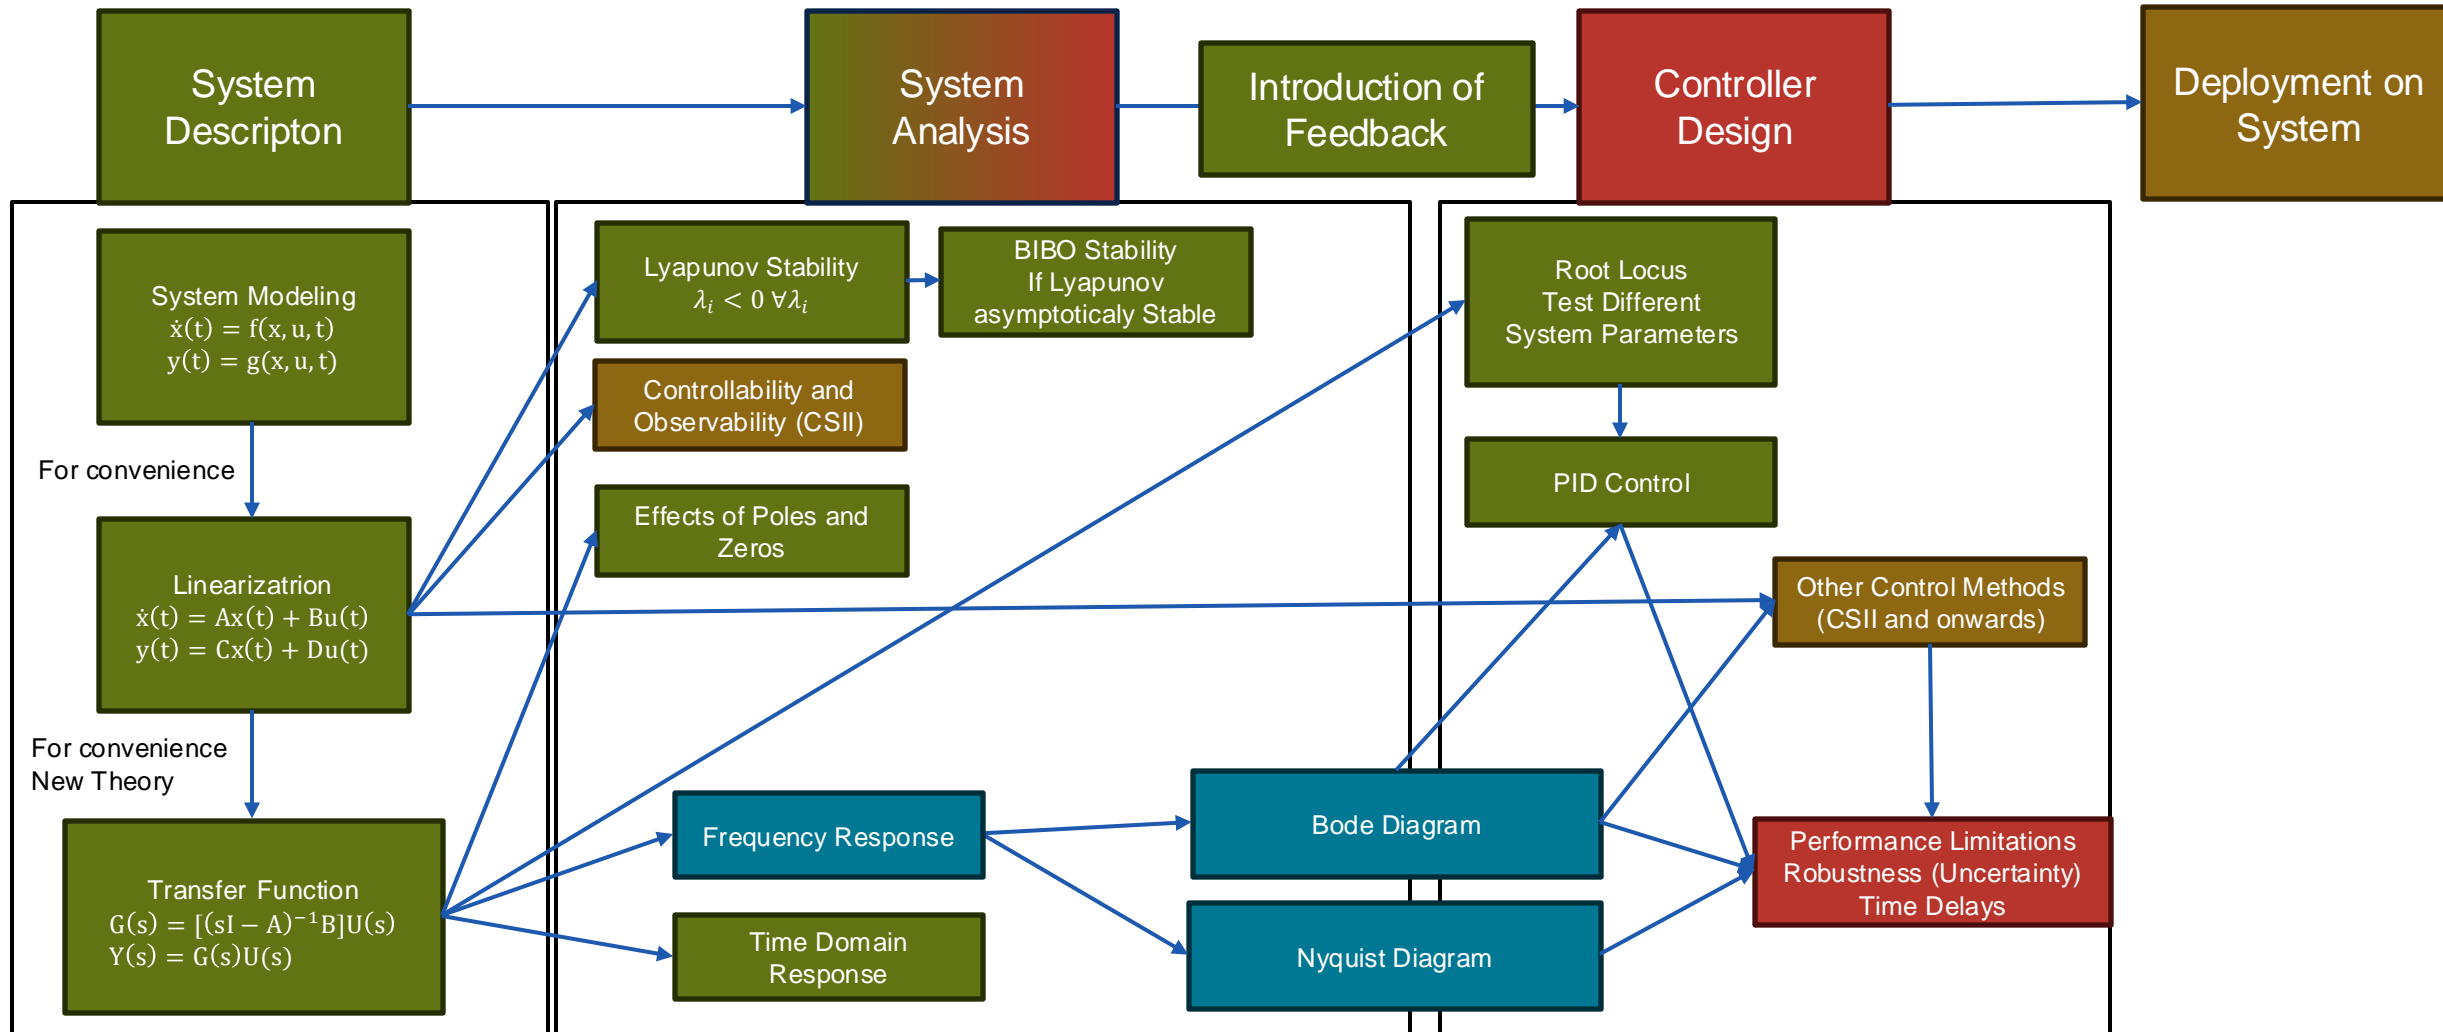 System
Descripton
System
Analysis
Introduction of
Feedback
Controller
Design
Deployment on
System
System Modeling
ẋ(t) = f(x, u, t)
y(t) = g(x, u, t)
For convenience
Linearizatrion
ẋ(t) = Ax(t) + Bu(t)
y(t) = Cx(t) + Du(t)
For convenience
New Theory
Transfer Function
G(s) = [(sI − A)⁻¹B]U(s)
Y(s) = G(s)U(s)
Lyapunov Stability
λᵢ < 0 ∀λᵢ
BIBO Stability
If Lyapunov
asymptoticaly Stable
Controllability and
Observability (CSII)
Effects of Poles and
Zeros
Frequency Response
Time Domain
Response
Bode Diagram
Nyquist Diagram
Root Locus
Test Different
System Parameters
PID Control
Other Control Methods
(CSII and onwards)
Performance Limitations
Robustness (Uncertainty)
Time Delays